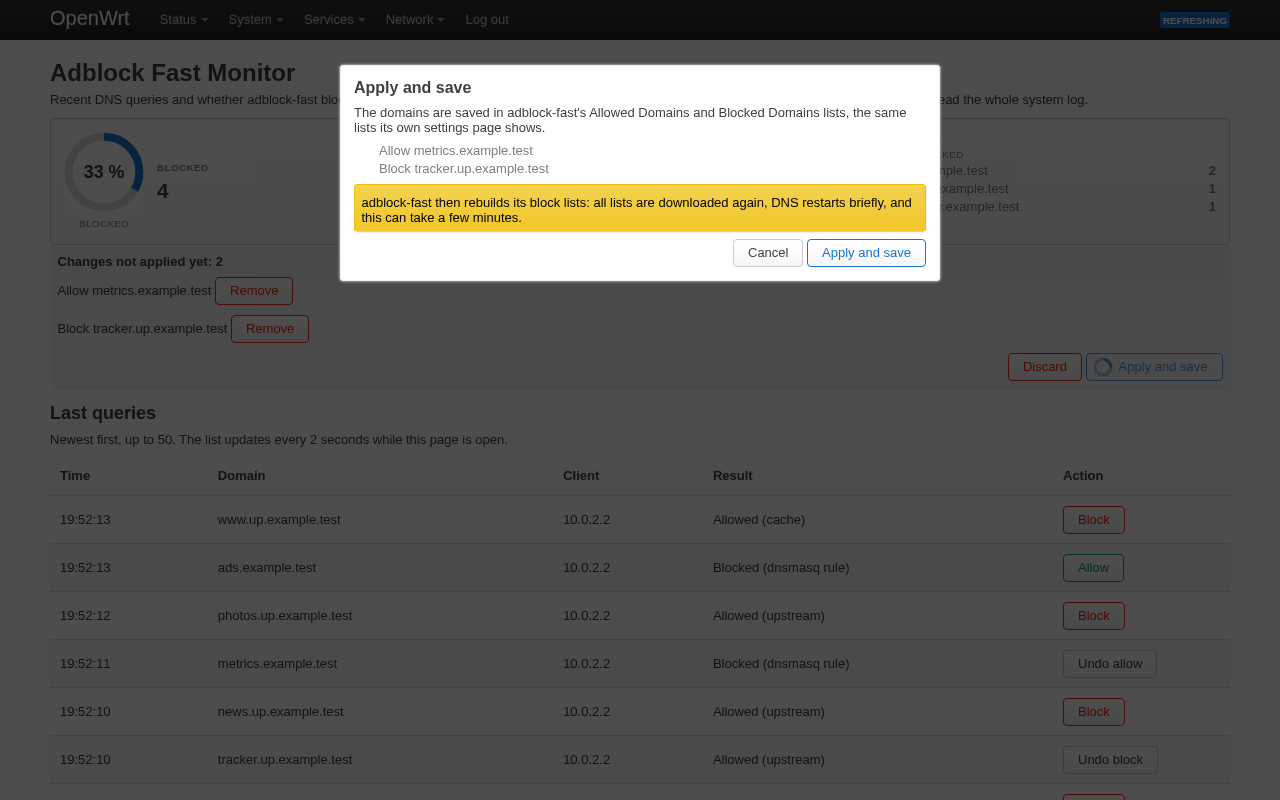 OpenWrt Status System Services Network Log out REFRESHING
Adblock Fast Monitor
Recent DNS queries and whether adblock-fast
the whole system log.
33 %
BLOCKED
BLOCKED
4
2
1
1
Apply and save
The domains are saved in adblock-fast's Allowed Domains and Blocked Domains lists, the same
lists its own settings page shows.
Allow metrics.example.test
Block tracker.up.example.test
adblock-fast then rebuilds its block lists: all lists are downloaded again, DNS restarts briefly, and
this can take a few minutes.
Cancel Apply and save
Changes not applied yet: 2
Allow metrics.example.test Remove
Block tracker.up.example.test Remove
Discard Apply and save
Last queries
Newest first, up to 50. The list updates every 2 seconds while this page is open.
Time Domain Client Result Action
19:52:13 www.up.example.test 10.0.2.2 Allowed (cache) Block
19:52:13 ads.example.test 10.0.2.2 Blocked (dnsmasq rule) Allow
19:52:12 photos.up.example.test 10.0.2.2 Allowed (upstream) Block
19:52:11 metrics.example.test 10.0.2.2 Blocked (dnsmasq rule) Undo allow
19:52:10 news.up.example.test 10.0.2.2 Allowed (upstream) Block
19:52:10 tracker.up.example.test 10.0.2.2 Allowed (upstream) Undo block